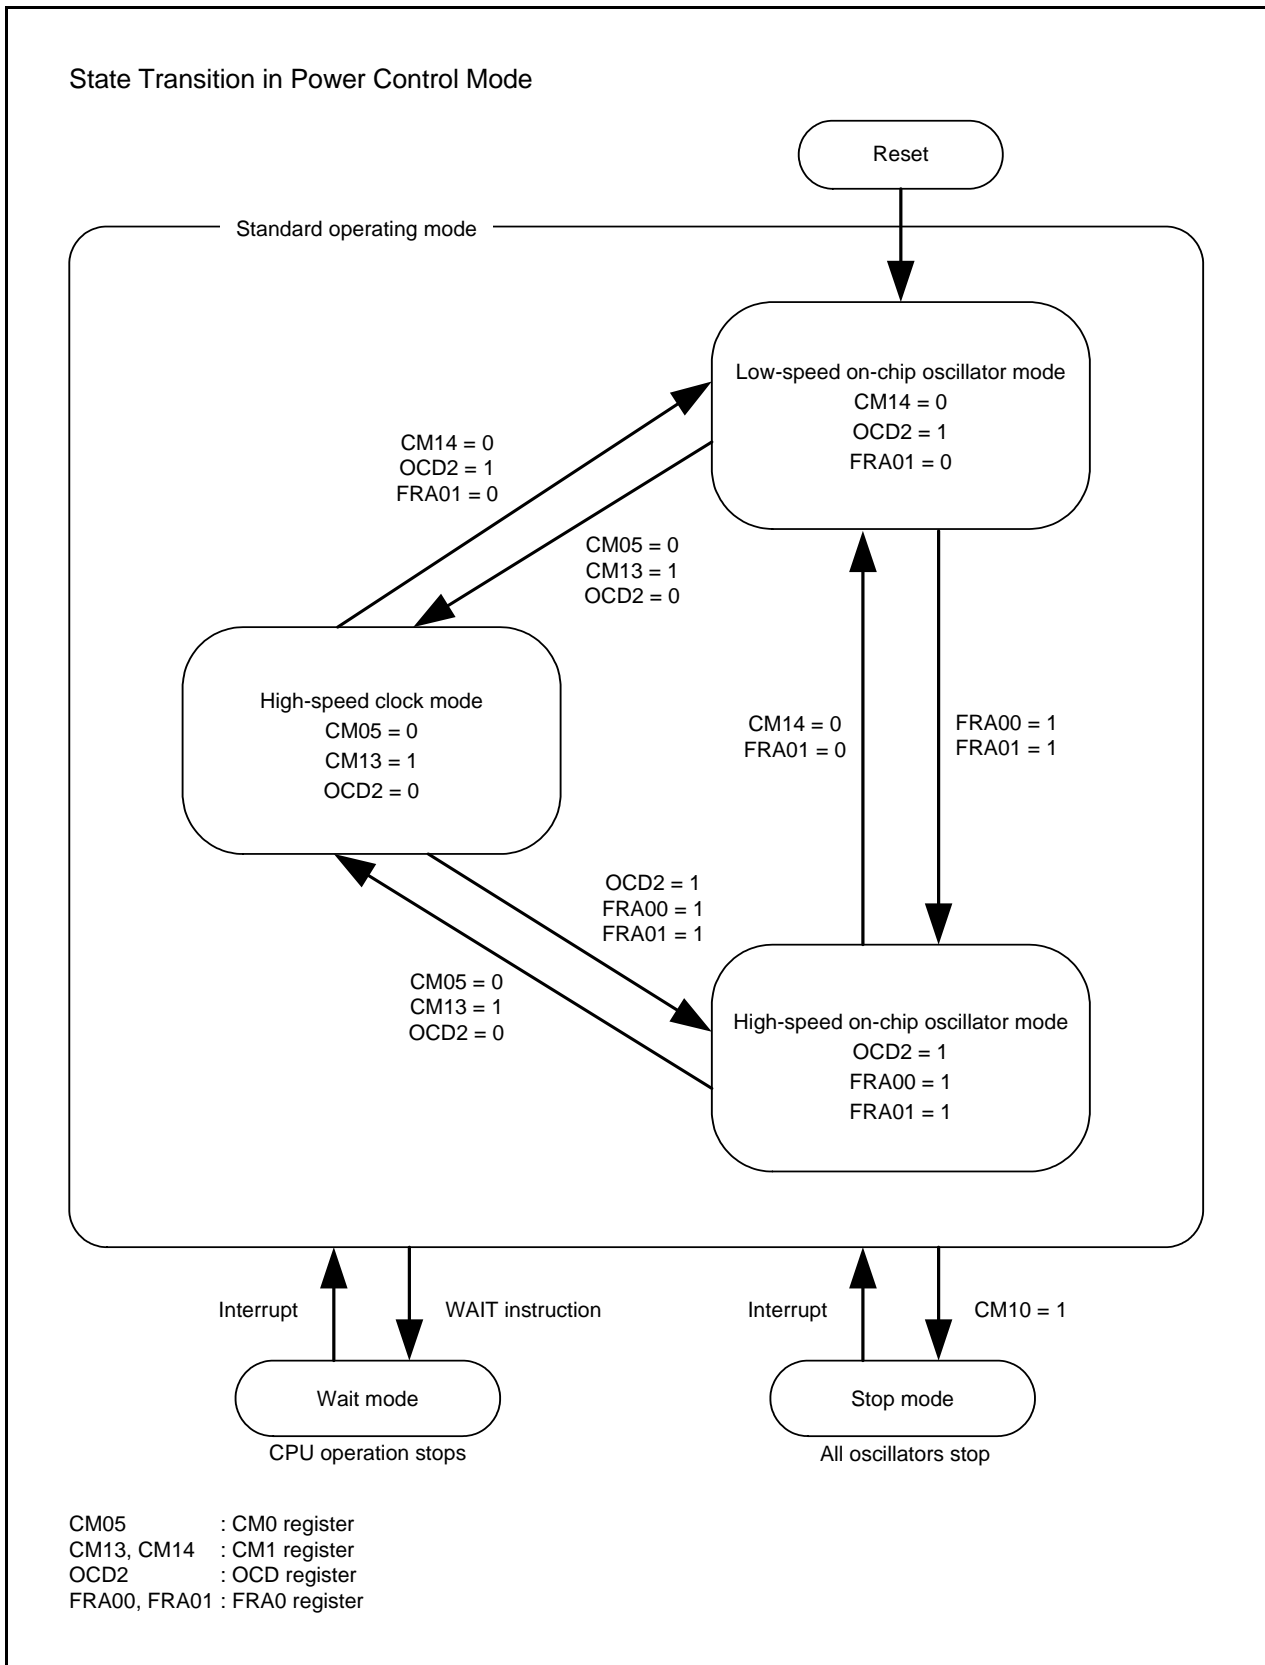 State Transition in Power Control Mode
Reset
Standard operating mode
Low-speed on-chip oscillator mode
CM14 = 0
OCD2 = 1
FRA01 = 0
CM14 = 0
OCD2 = 1
FRA01 = 0
CM05 = 0
CM13 = 1
OCD2 = 0
High-speed clock mode
CM05 = 0
CM13 = 1
OCD2 = 0
CM14 = 0
FRA01 = 0
FRA00 = 1
FRA01 = 1
OCD2 = 1
FRA00 = 1
FRA01 = 1
CM05 = 0
CM13 = 1
OCD2 = 0
High-speed on-chip oscillator mode
OCD2 = 1
FRA00 = 1
FRA01 = 1
Interrupt
WAIT instruction
Interrupt
CM10 = 1
Wait mode
Stop mode
CPU operation stops
All oscillators stop
CM05 : CM0 register
CM13, CM14 : CM1 register
OCD2 : OCD register
FRA00, FRA01 : FRA0 register